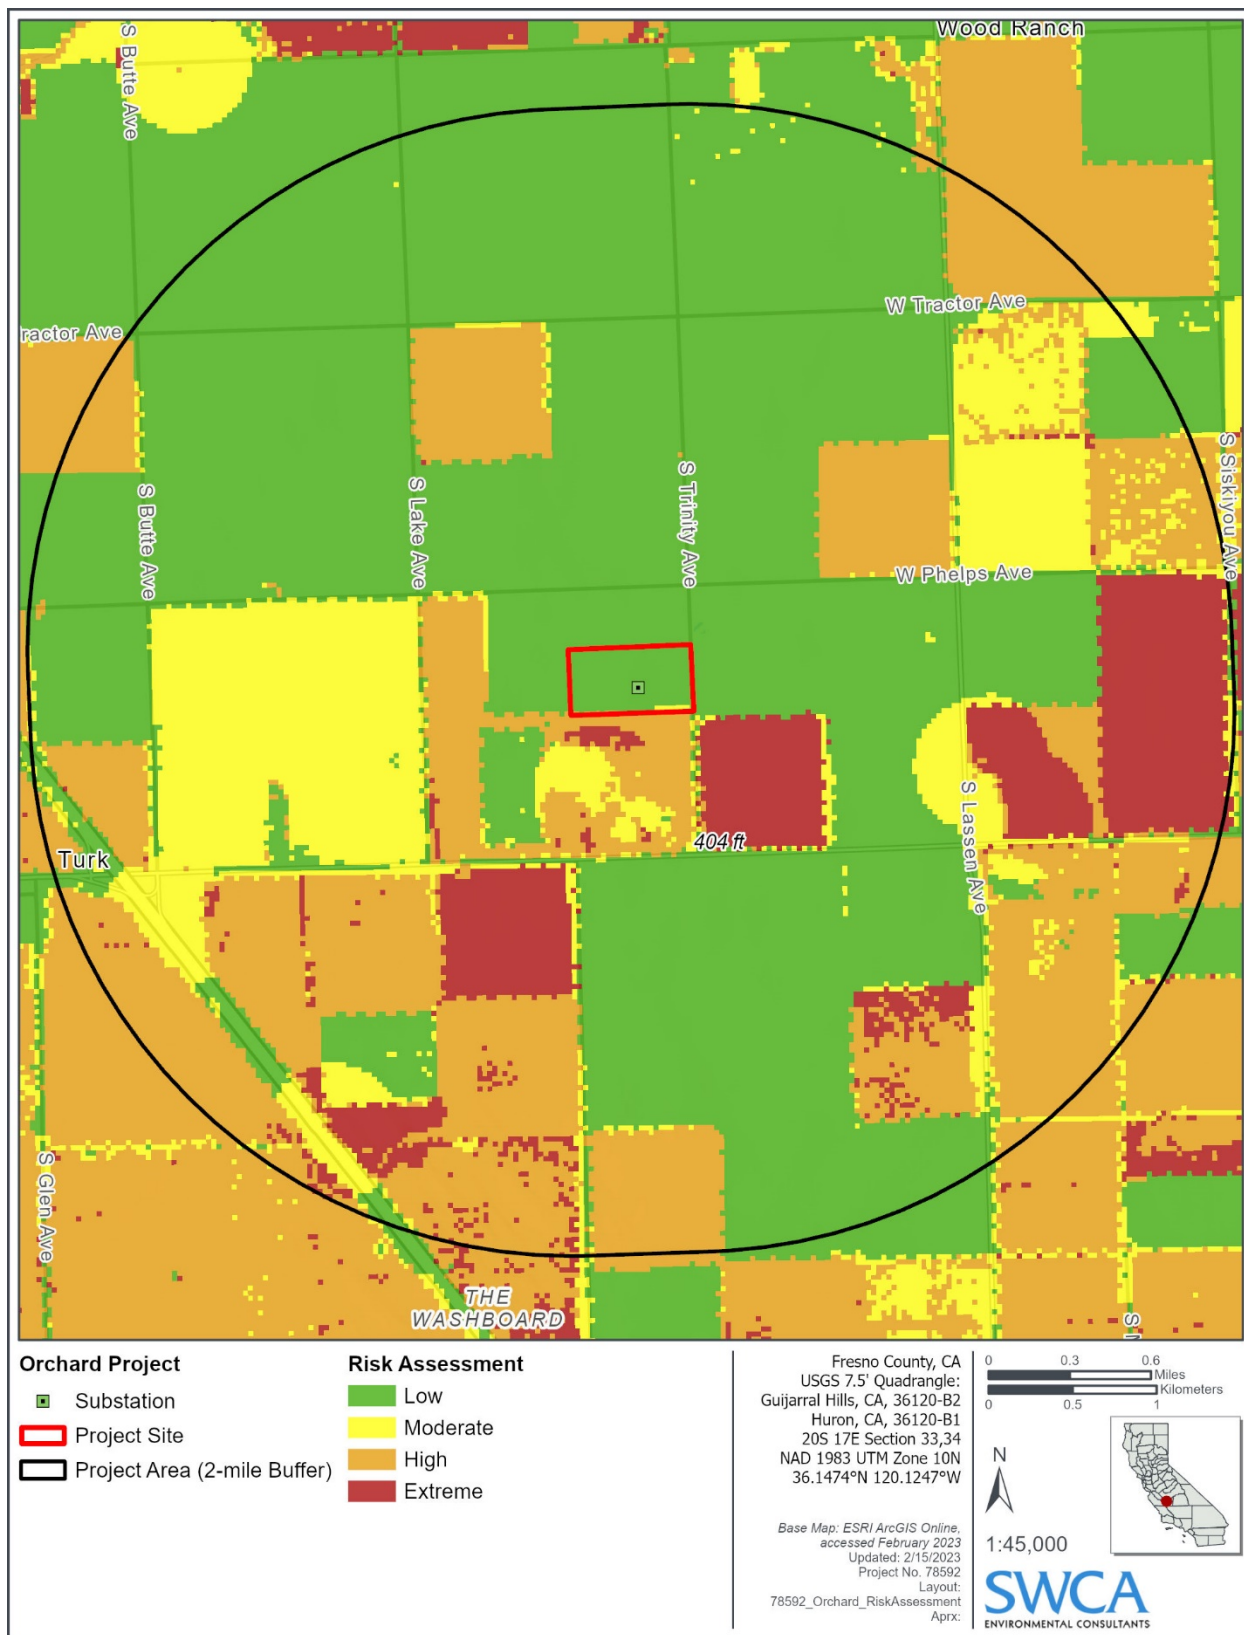 Wood Ranch
S Butte Ave
W Tractor Ave
ractor Ave
S Siskiyou Ave
S Trinity Ave
S Lake Ave
S Butte Ave
W Phelps Ave
S Lassen Ave
404 ft
Turk
S Glen Ave
THE
WASHBOARD
Orchard Project
Substation
Project Site
Project Area (2-mile Buffer)
Risk Assessment
Low
Moderate
High
Extreme
Fresno County, CA
USGS 7.5' Quadrangle:
Guijarral Hills, CA, 36120-B2
Huron, CA, 36120-B1
20S 17E Section 33,34
NAD 1983 UTM Zone 10N
36.1474°N 120.1247°W
Base Map: ESRI ArcGIS Online,
accessed February 2023
Updated: 2/15/2023
Project No. 78592
Layout:
78592_Orchard_RiskAssessment
Aprx:
0 0.3 0.6
Miles
Kilometers
0 0.5 1
N
1:45,000
SWCA
ENVIRONMENTAL CONSULTANTS